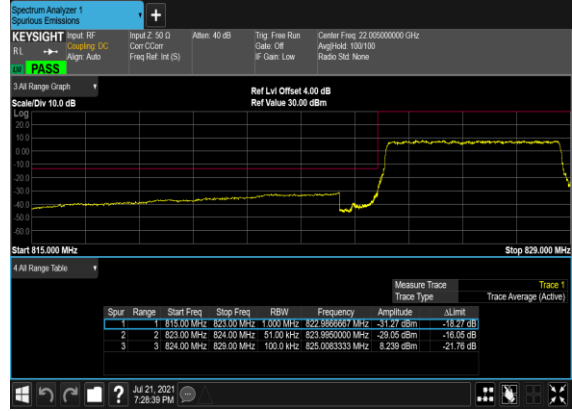 Spectrum Analyzer 1
Spurious Emissions
+
KEYSIGHT Input: RF Input Z: 50 Ω Atten: 40 dB Trig: Free Run Center Freq: 22.005000000 GHz
RL Coupling: DC Corr CCorr Gate: Off Avg|Hold: 100/100
Align: Auto Freq Ref: Int (S) IF Gain: Low Radio Std: None
PASS
3 All Range Graph
Ref Lvl Offset 4.00 dB
Scale/Div 10.0 dB Ref Value 30.00 dBm
Log
20.0
10.0
0.00
-10.0
-20.0
-30.0
-40.0
-50.0
-60.0
Start 815.000 MHz Stop 829.000 MHz
4 All Range Table
Measure Trace Trace 1
Trace Type Trace Average (Active)
Spur Range Start Freq Stop Freq RBW Frequency Amplitude ΔLimit
1 1 815.00 MHz 823.00 MHz 1.000 MHz 822.9866667 MHz -31.27 dBm -18.27 dB
2 2 823.00 MHz 824.00 MHz 51.00 kHz 823.9950000 MHz -29.05 dBm -16.05 dB
3 3 824.00 MHz 829.00 MHz 100.0 kHz 825.0083333 MHz 8.239 dBm -21.76 dB
? Jul 21, 2021
7:28:39 PM